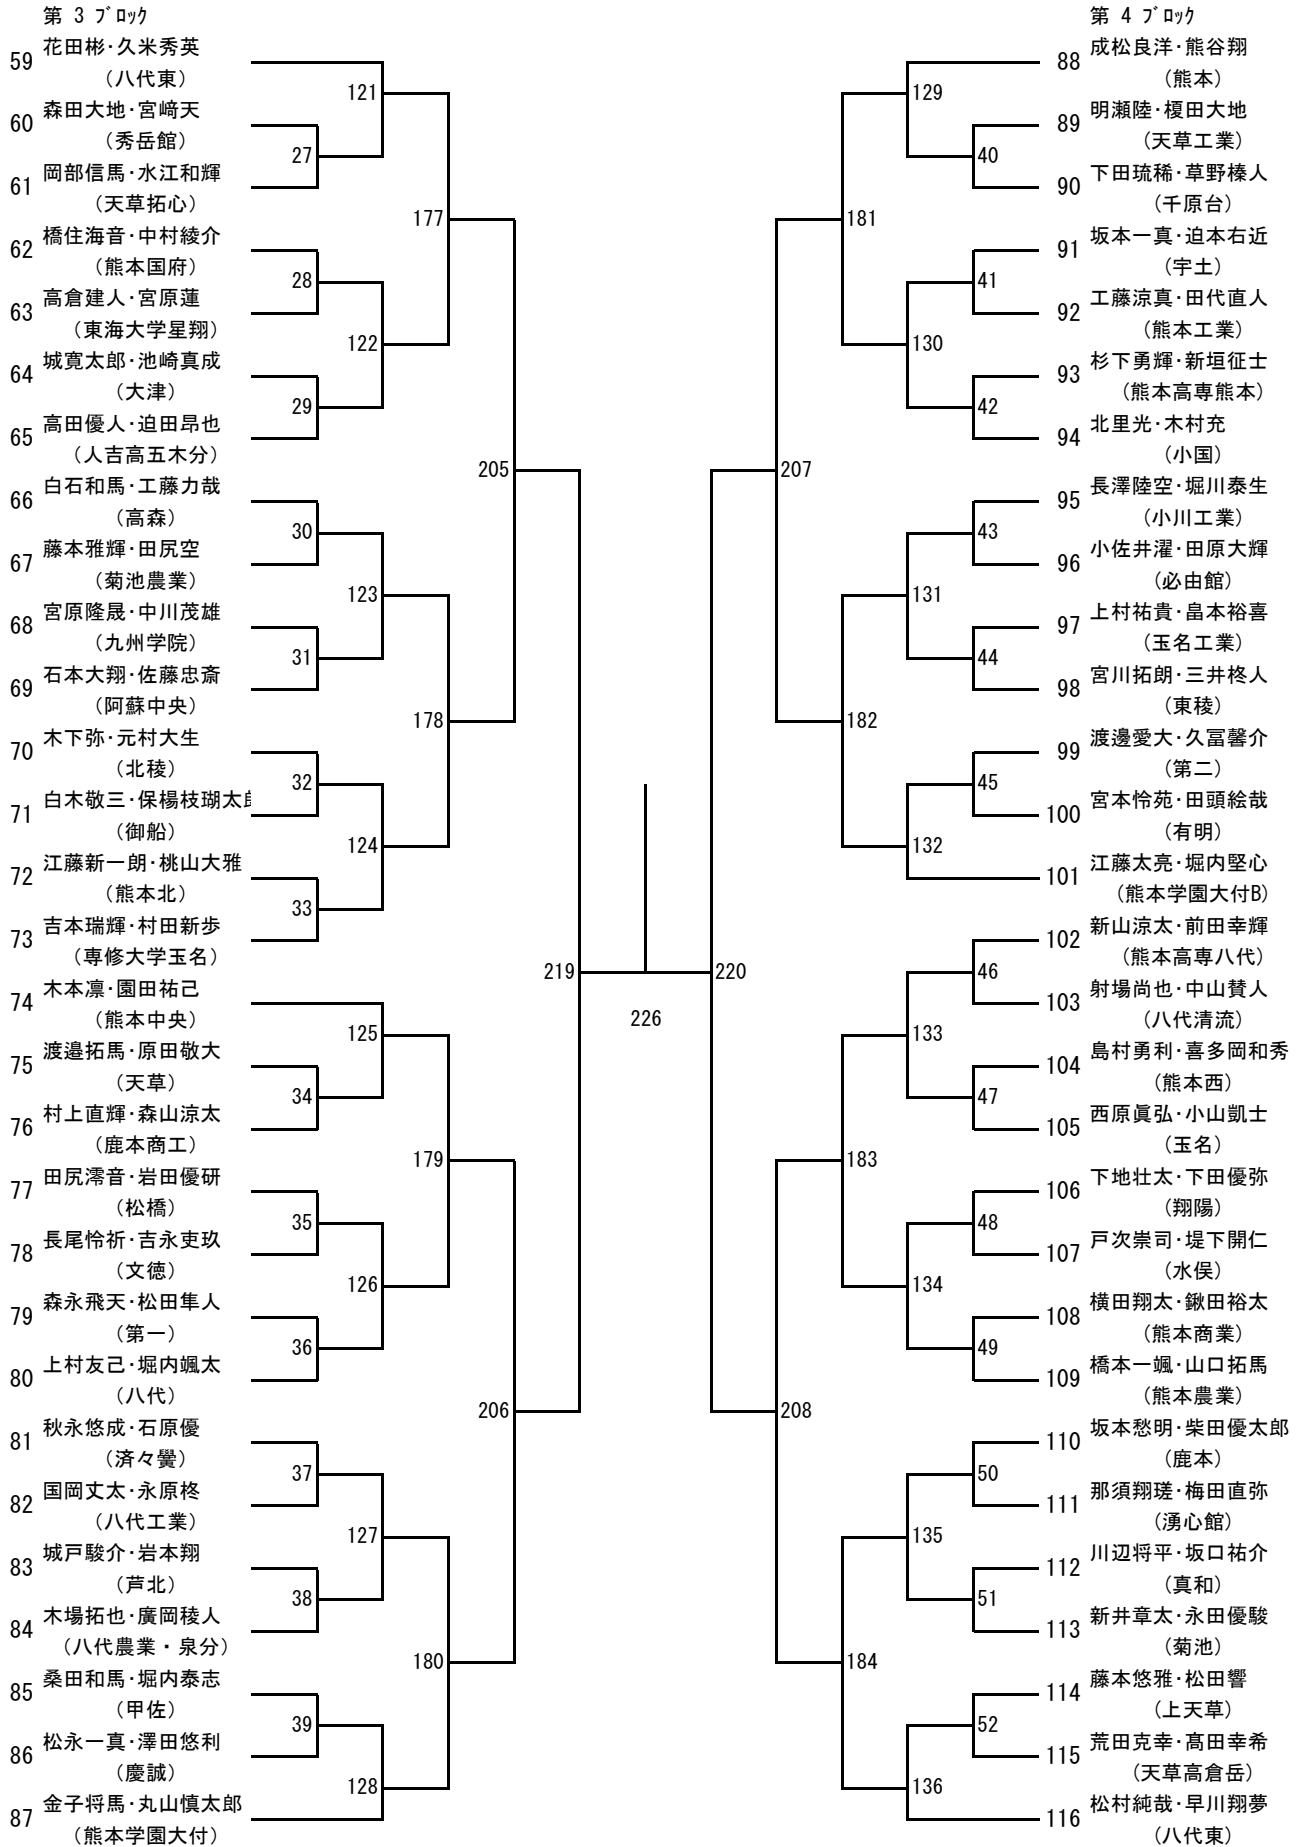 第 3 ﾌﾞﾛｯｸ
59 花田彬･久米秀英
（八代東）
60 森田大地･宮﨑天
（秀岳館）
61 岡部信馬･水江和輝
（天草拓心）
62 橋住海音･中村綾介
（熊本国府）
63 高倉建人･宮原蓮
（東海大学星翔）
64 城寛太郎･池崎真成
（大津）
65 高田優人･迫田昂也
（人吉高五木分）
66 白石和馬･工藤力哉
（高森）
67 藤本雅輝･田尻空
（菊池農業）
68 宮原隆晟･中川茂雄
（九州学院）
69 石本大翔･佐藤忠斎
（阿蘇中央）
70 木下弥･元村大生
（北稜）
71 白木敬三･保楊枝瑚太郎
（御船）
72 江藤新一朗･桃山大雅
（熊本北）
73 吉本瑞輝･村田新歩
（専修大学玉名）
74 木本凛･園田祐己
（熊本中央）
75 渡邉拓馬･原田敬大
（天草）
76 村上直輝･森山涼太
（鹿本商工）
77 田尻澪音･岩田優研
（松橋）
78 長尾怜祈･吉永吏玖
（文徳）
79 森永飛天･松田隼人
（第一）
80 上村友己･堀内颯太
（八代）
81 秋永悠成･石原優
（済々黌）
82 国岡丈太･永原柊
（八代工業）
83 城戸駿介･岩本翔
（芦北）
84 木場拓也･廣岡稜人
（八代農業・泉分）
85 桑田和馬･堀内泰志
（甲佐）
86 松永一真･澤田悠利
（慶誠）
87 金子将馬･丸山慎太郎
（熊本学園大付）
27
28
29
30
31
32
33
34
35
36
37
38
39
121
122
123
124
125
126
127
128
177
178
179
180
205
206
219
226
220
207
208
181
182
183
184
129
130
131
132
133
134
135
136
40
41
42
43
44
45
46
47
48
49
50
51
52
第 4 ﾌﾞﾛｯｸ
88 成松良洋･熊谷翔
（熊本）
89 明瀬陸･榎田大地
（天草工業）
90 下田琉稀･草野榛人
（千原台）
91 坂本一真･迫本右近
（宇土）
92 工藤涼真･田代直人
（熊本工業）
93 杉下勇輝･新垣征士
（熊本高専熊本）
94 北里光･木村充
（小国）
95 長澤陸空･堀川泰生
（小川工業）
96 小佐井濯･田原大輝
（必由館）
97 上村祐貴･畠本裕喜
（玉名工業）
98 宮川拓朗･三井柊人
（東稜）
99 渡邊愛大･久冨馨介
（第二）
100 宮本怜苑･田頭絵哉
（有明）
101 江藤太亮･堀内堅心
（熊本学園大付B）
102 新山涼太･前田幸輝
（熊本高専八代）
103 射場尚也･中山賛人
（八代清流）
104 島村勇利･喜多岡和秀
（熊本西）
105 西原眞弘･小山凱士
（玉名）
106 下地壮太･下田優弥
（翔陽）
107 戸次崇司･堤下開仁
（水俣）
108 横田翔太･鍬田裕太
（熊本商業）
109 橋本一颯･山口拓馬
（熊本農業）
110 坂本愁明･柴田優太郎
（鹿本）
111 那須翔瑳･梅田直弥
（湧心館）
112 川辺将平･坂口祐介
（真和）
113 新井章太･永田優駿
（菊池）
114 藤本悠雅･松田響
（上天草）
115 荒田克幸･髙田幸希
（天草高倉岳）
116 松村純哉･早川翔夢
（八代東）